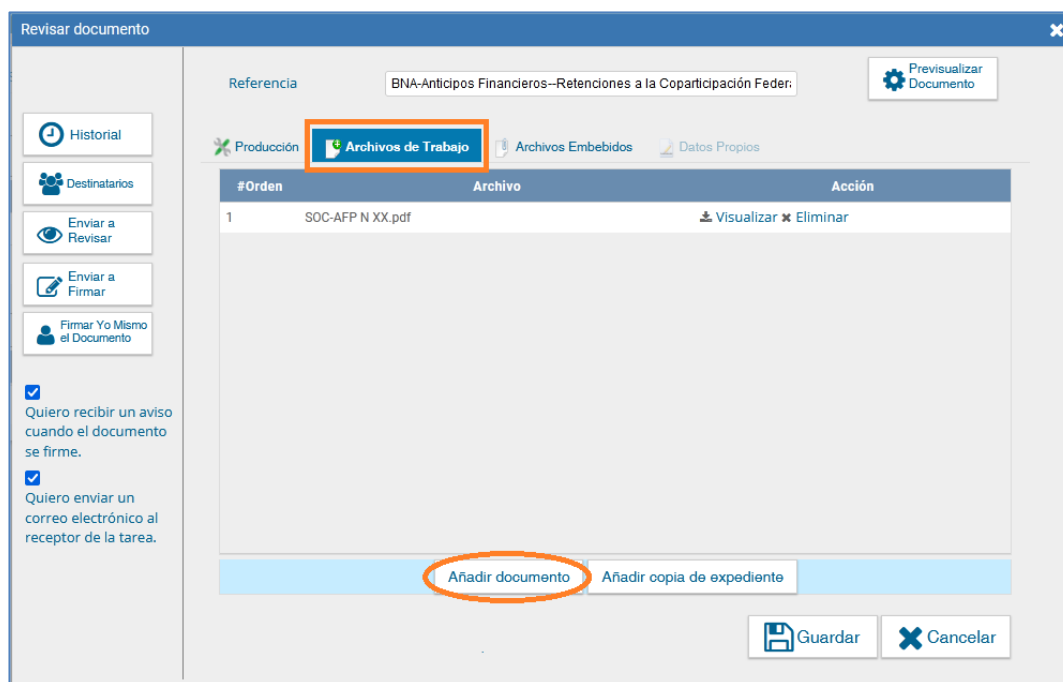 Revisar documento
Referencia
BNA-Anticipos Financieros--Retenciones a la Coparticipación Feder
Previsualizar
Documento
Historial
Destinatarios
Enviar a
Revisar
Enviar a
Firmar
Firmar Yo Mismo
el Documento
Quiero recibir un aviso
cuando el documento
se firme.
Quiero enviar un
correo electrónico al
receptor de la tarea.
Producción Archivos de Trabajo Archivos Embebidos Datos Propios
#Orden Archivo Acción
1 SOC-AFP N XX.pdf Visualizar Eliminar
Añadir documento Añadir copia de expediente
Guardar Cancelar